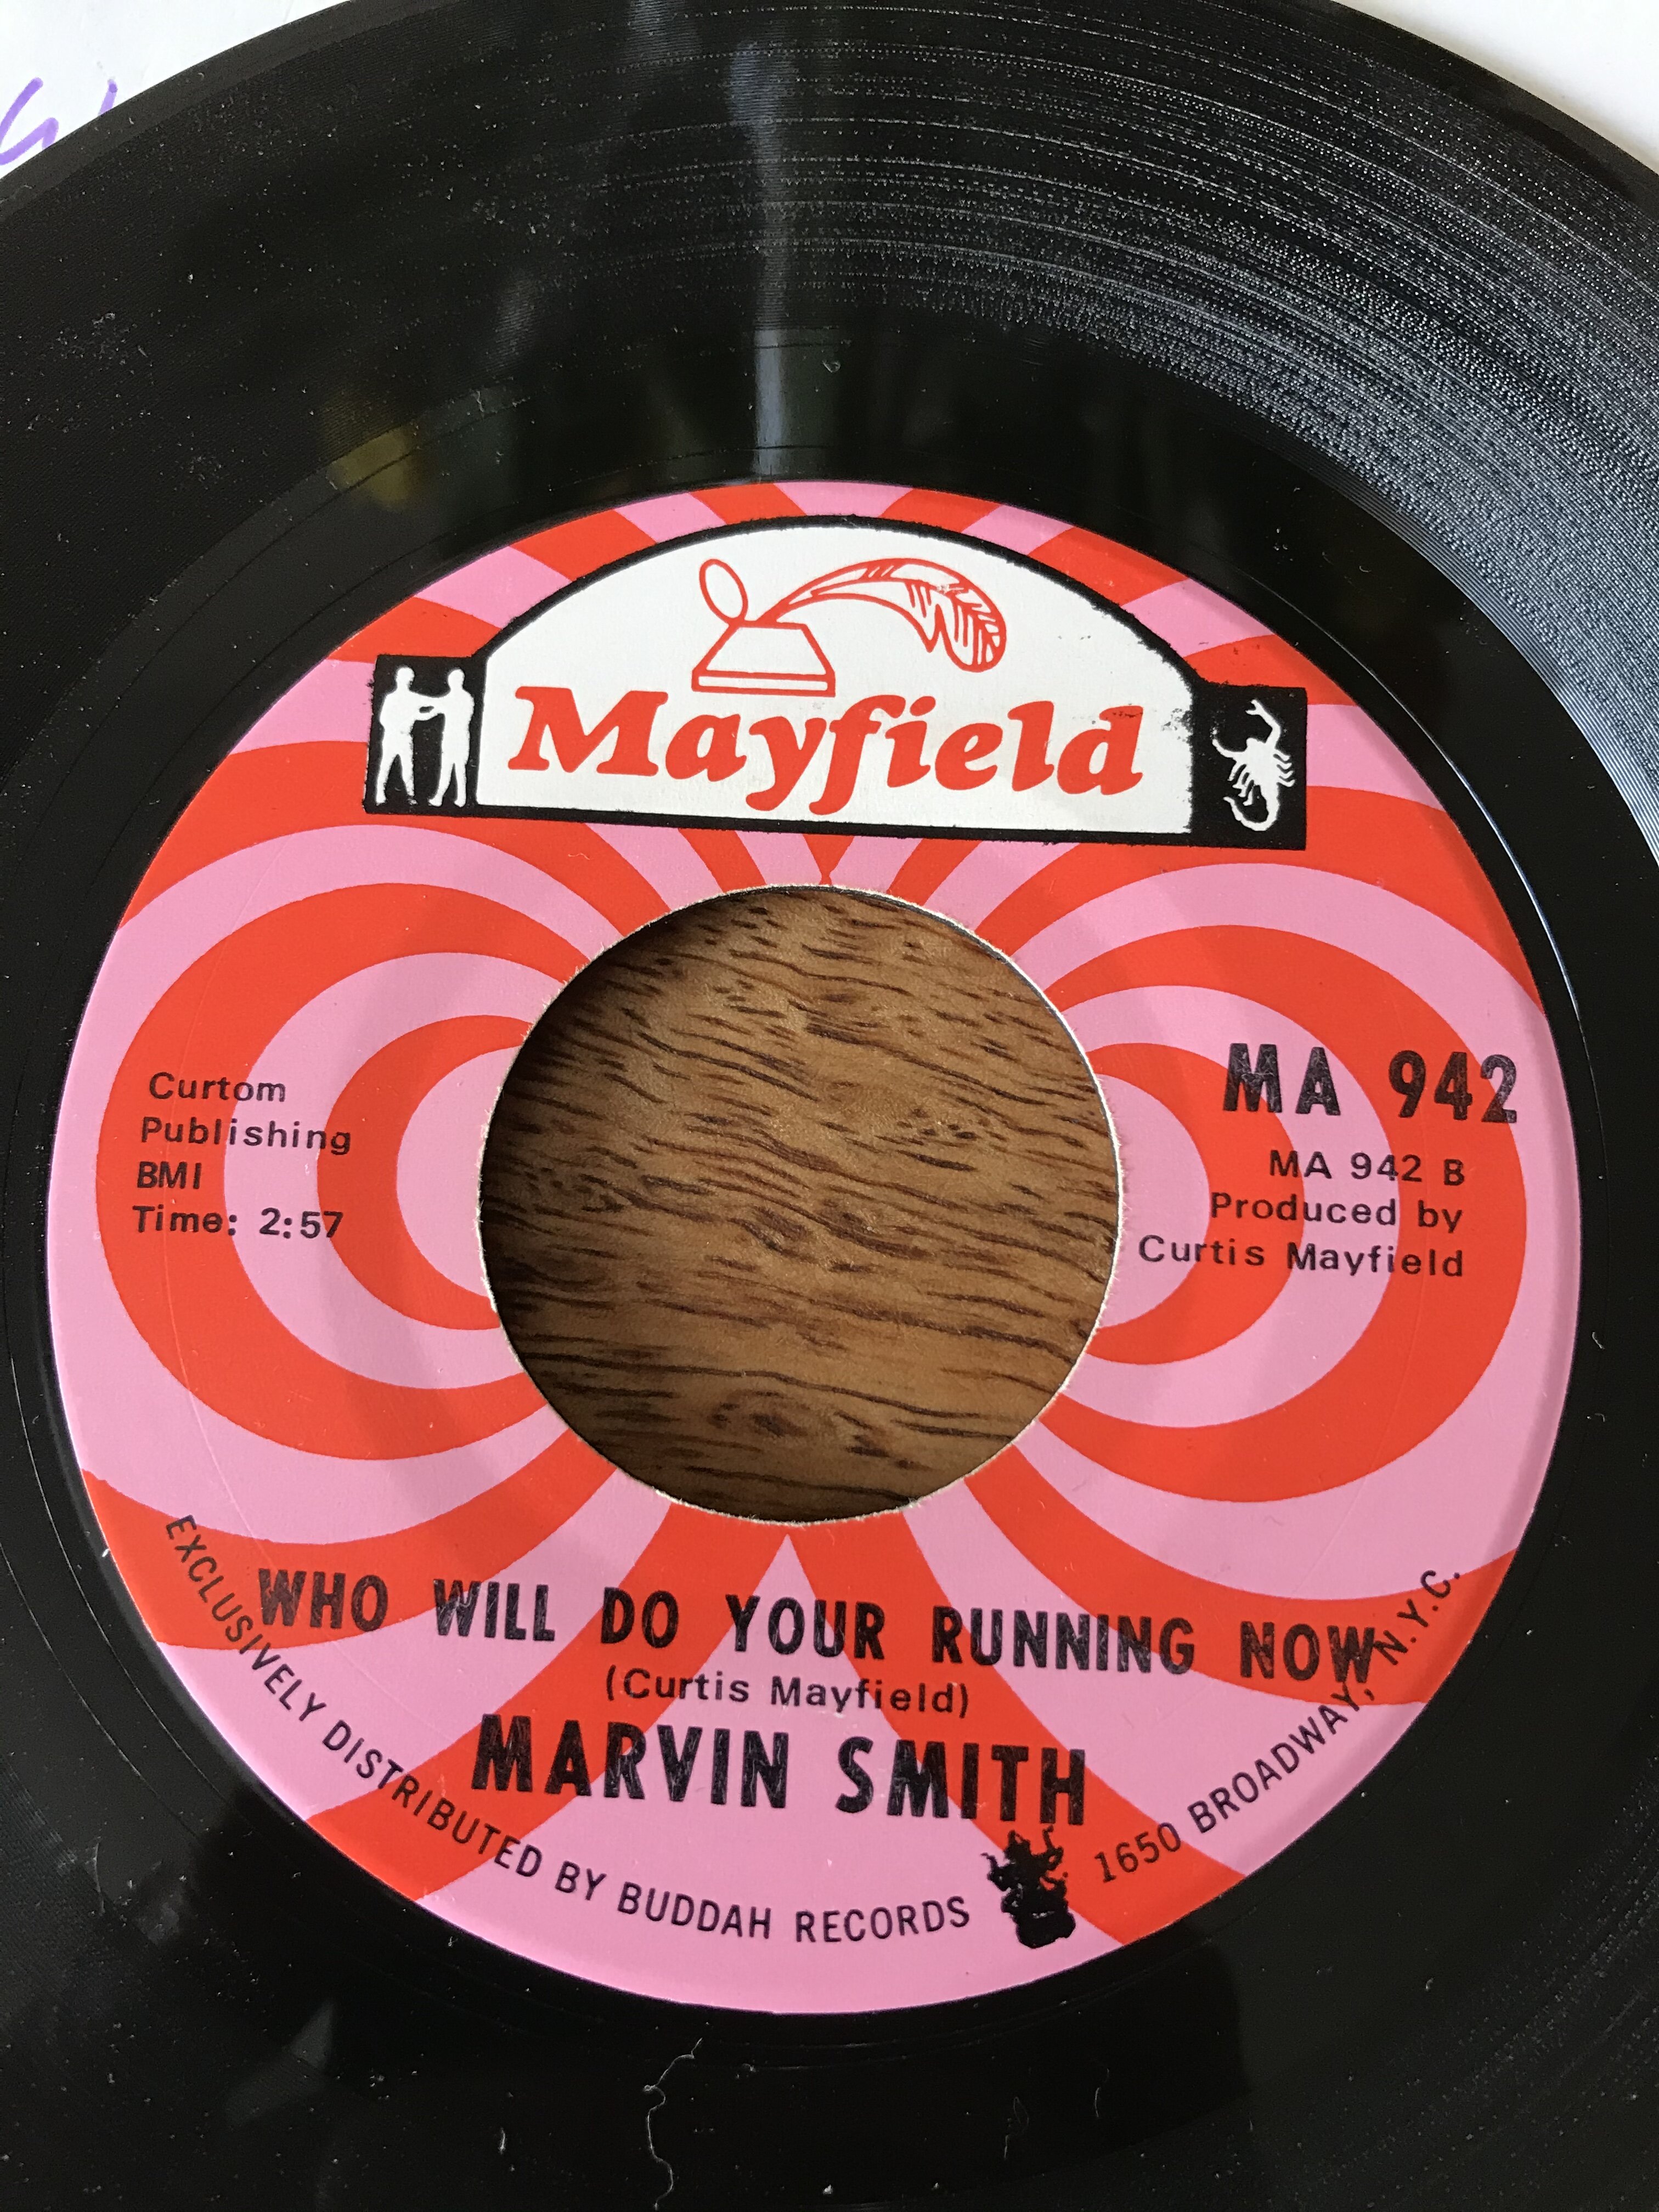 Mayfield
Curtom
Publishing
BMI
Time: 2:57
MA 942
MA 942 B
Produced by
Curtis Mayfield
WHO WILL DO YOUR RUNNING NOW
(Curtis Mayfield)
MARVIN SMITH
EXCLUSIVELY DISTRIBUTED BY BUDDAH RECORDS 1650 BROADWAY, N.Y.C.